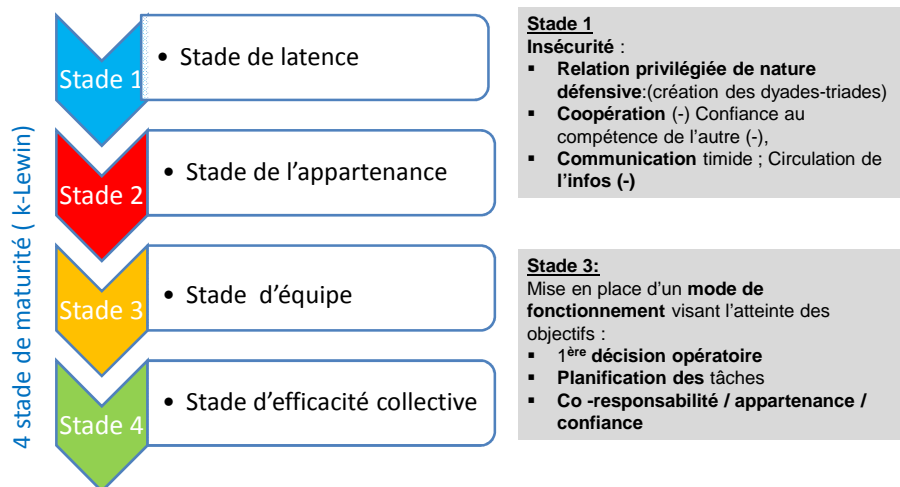 4 stade de maturité ( k-Lewin)
Stade 1
• Stade de latence
Stade 2
• Stade de l’appartenance
Stade 3
• Stade d’équipe
Stade 4
• Stade d’efficacité collective
Stade 1
Insécurité :
▪ Relation privilégiée de nature
défensive:(création des dyades-triades)
▪ Coopération (-) Confiance au
compétence de l’autre (-),
▪ Communication timide ; Circulation de
l’infos (-)
Stade 3:
Mise en place d’un mode de
fonctionnement visant l’atteinte des
objectifs :
▪ 1ère décision opératoire
▪ Planification des tâches
▪ Co -responsabilité / appartenance /
confiance